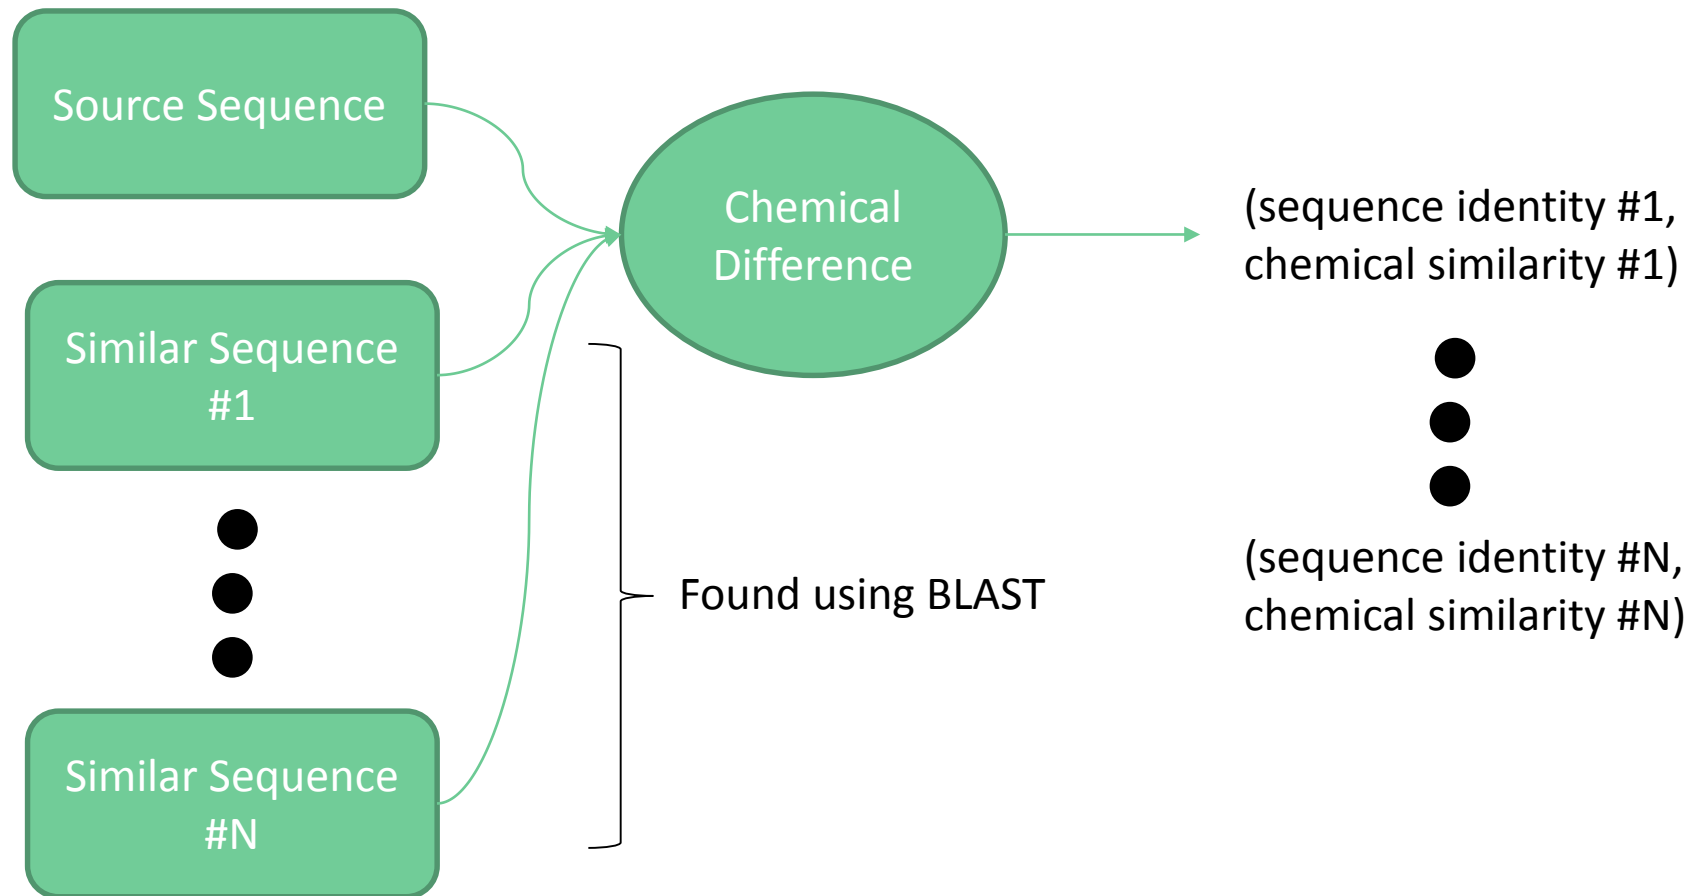 Source Sequence
Chemical
Difference
(sequence identity #1,
chemical similarity #1)
Similar Sequence
#1
Found using BLAST
(sequence identity #N,
chemical similarity #N)
Similar Sequence
#N